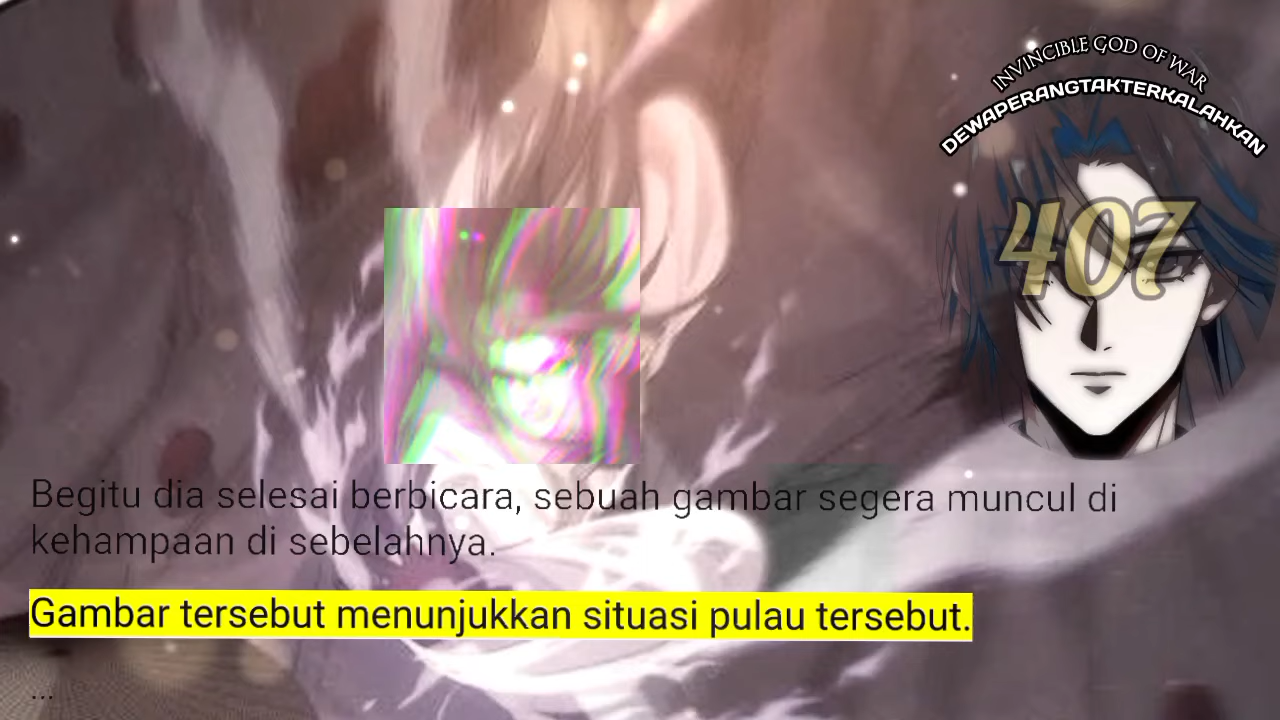 INVINCIBLE GOD OF WAR
DEWAPERANGTAKTERKALAHKAN
407
Begitu dia selesai berbicara, sebuah gambar segera muncul di
kehampaan di sebelahnya.
Gambar tersebut menunjukkan situasi pulau tersebut.
...